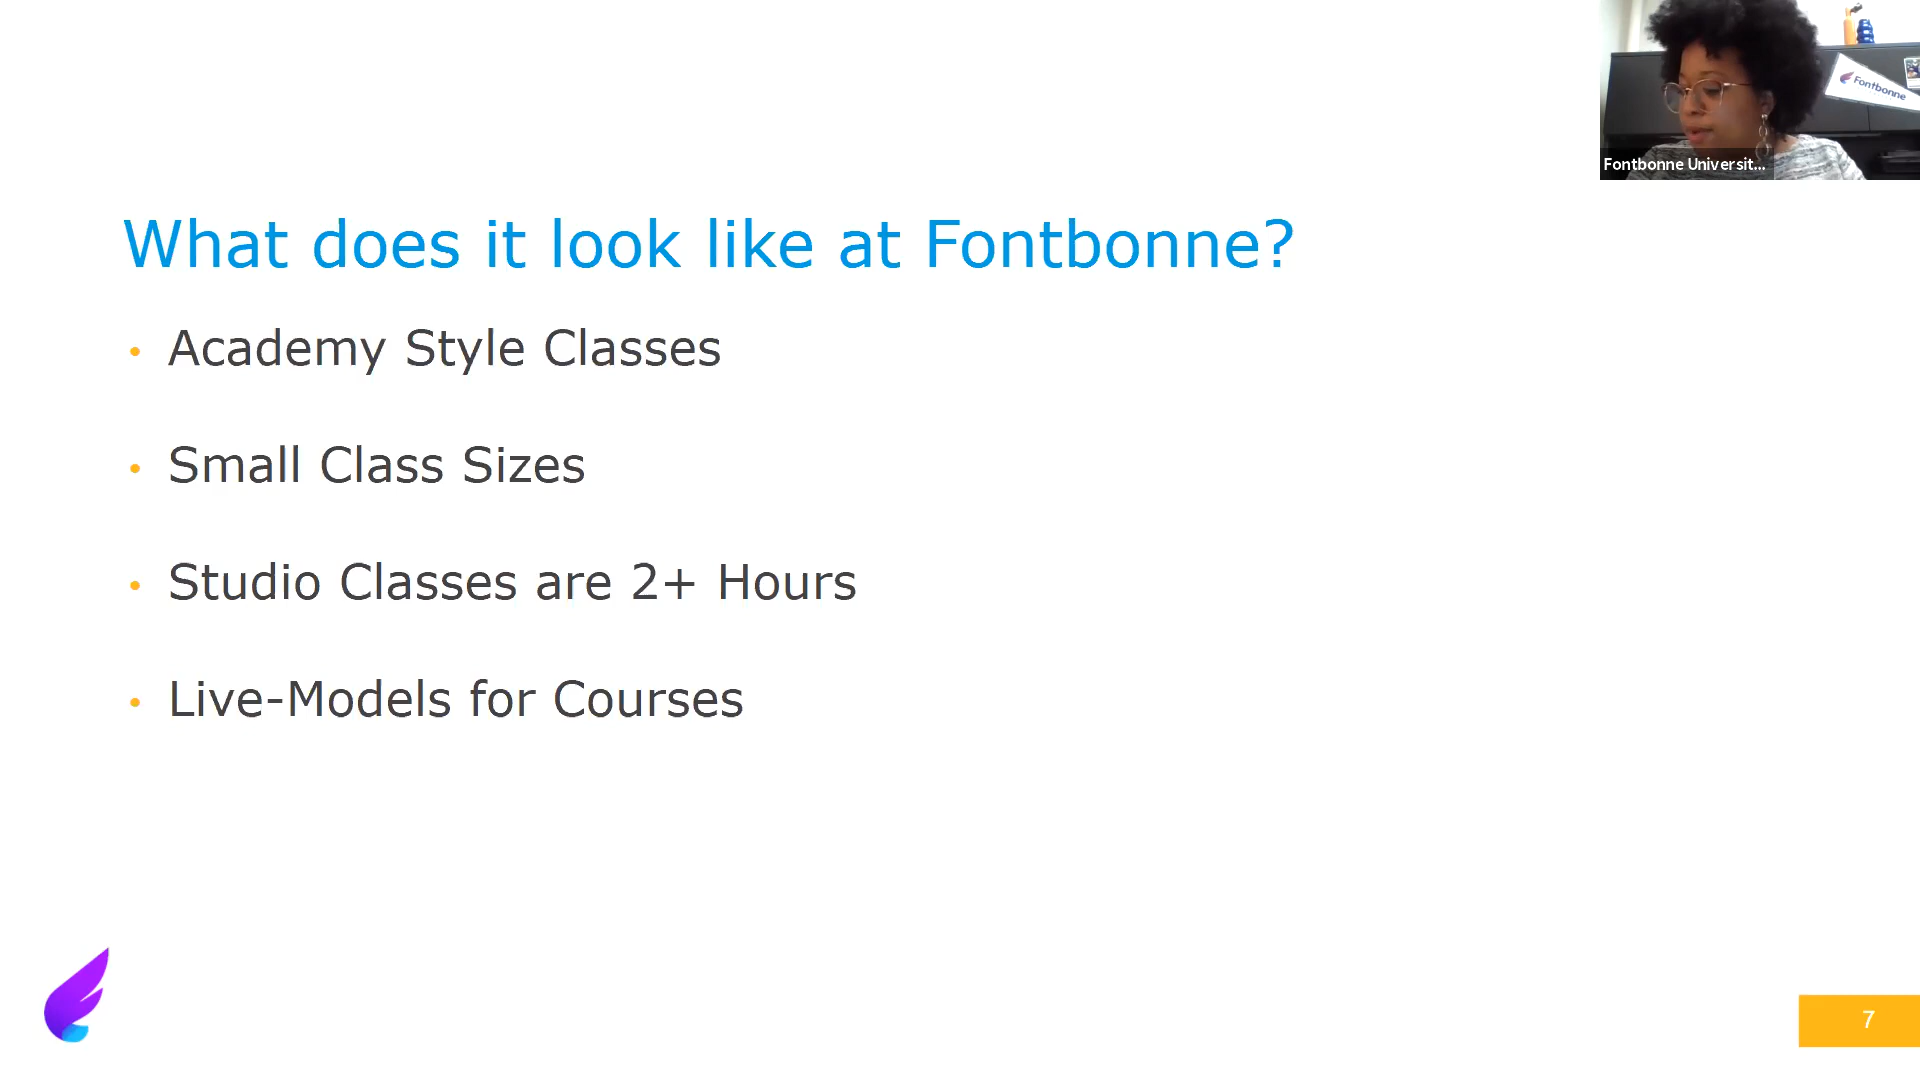 Fontbonne
Fontbonne Universit...
What does it look like at Fontbonne?
• Academy Style Classes
• Small Class Sizes
• Studio Classes are 2+ Hours
• Live-Models for Courses
7